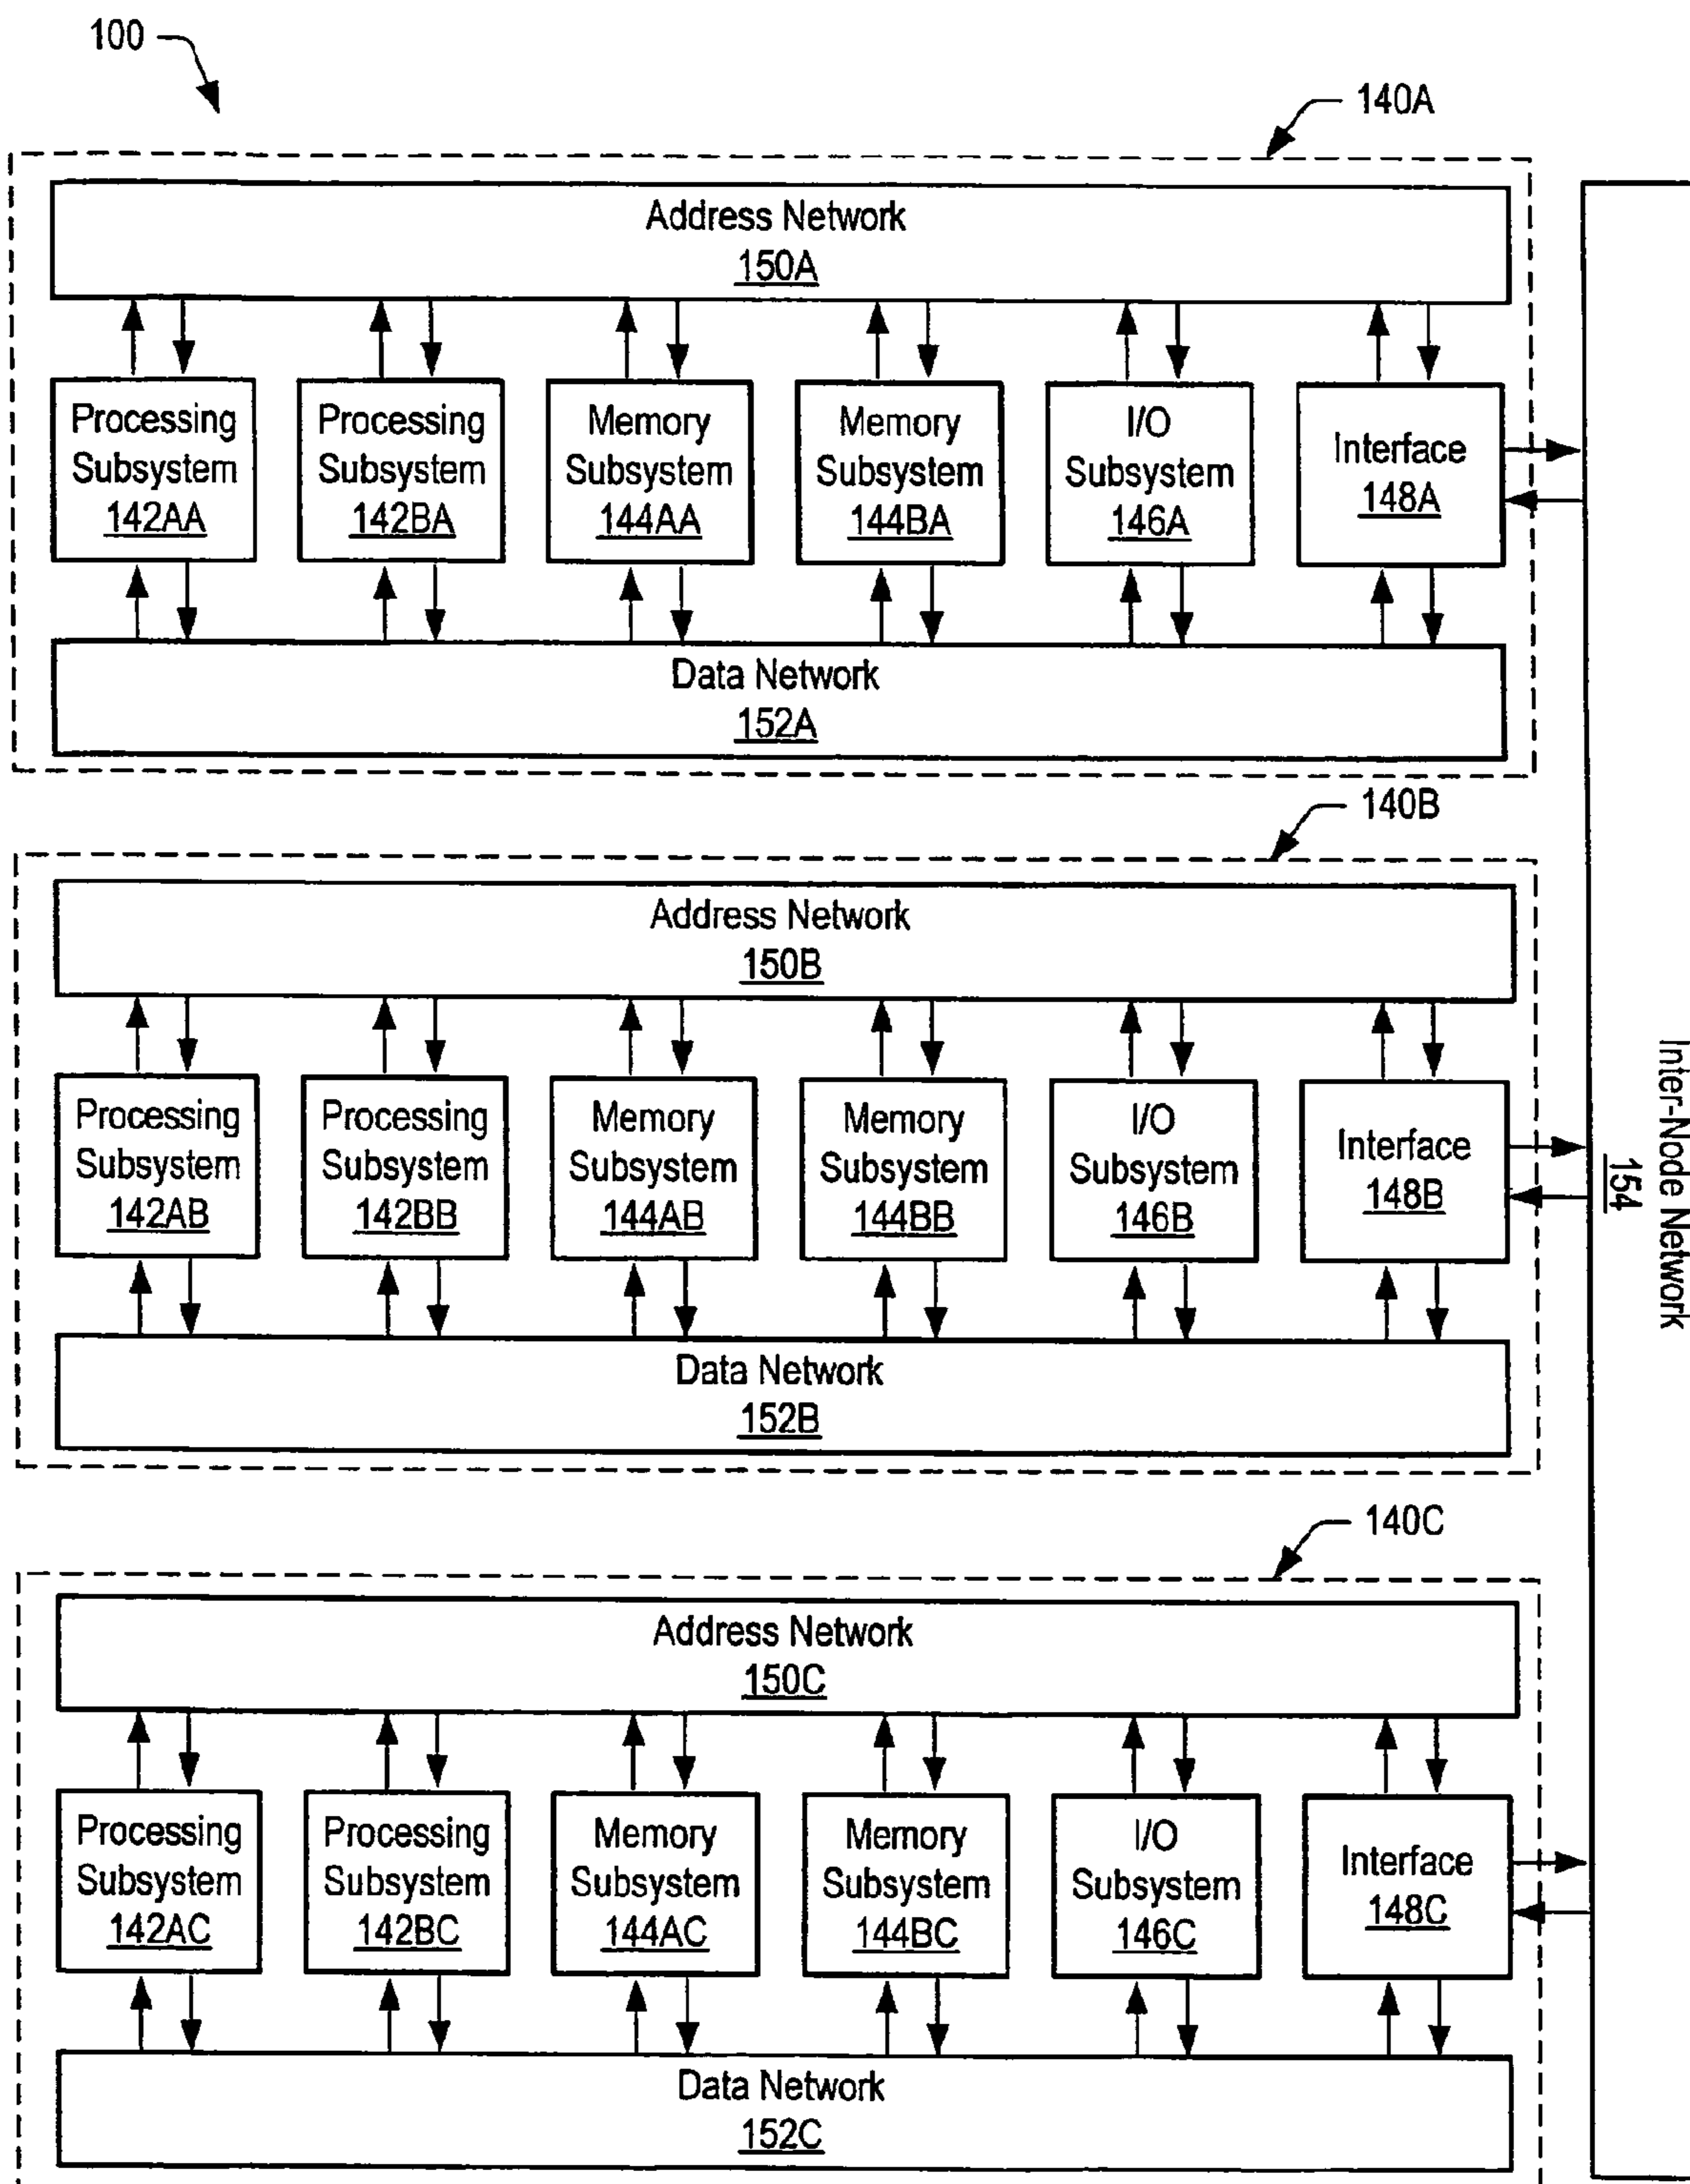 100
140A
Address Network
150A
Processing
Subsystem
142AA
Processing
Subsystem
142BA
Memory
Subsystem
144AA
Memory
Subsystem
144BA
I/O
Subsystem
146A
Interface
148A
Data Network
152A
140B
Address Network
150B
Processing
Subsystem
142AB
Processing
Subsystem
142BB
Memory
Subsystem
144AB
Memory
Subsystem
144BB
I/O
Subsystem
146B
Interface
148B
Data Network
152B
140C
Address Network
150C
Processing
Subsystem
142AC
Processing
Subsystem
142BC
Memory
Subsystem
144AC
Memory
Subsystem
144BC
I/O
Subsystem
146C
Interface
148C
Data Network
152C
Inter-Node Network
154